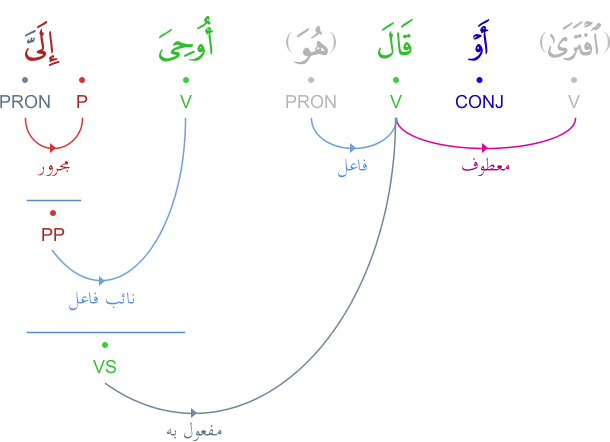 (ٱفْتَرَىٰ) أَوْ قَالَ (هُوَ) أُوحِىَ إِلَىَّ
V CONJ V PRON V P PRON
معطوف فاعل مجرور
PP
نائب فاعل
VS
مفعول به